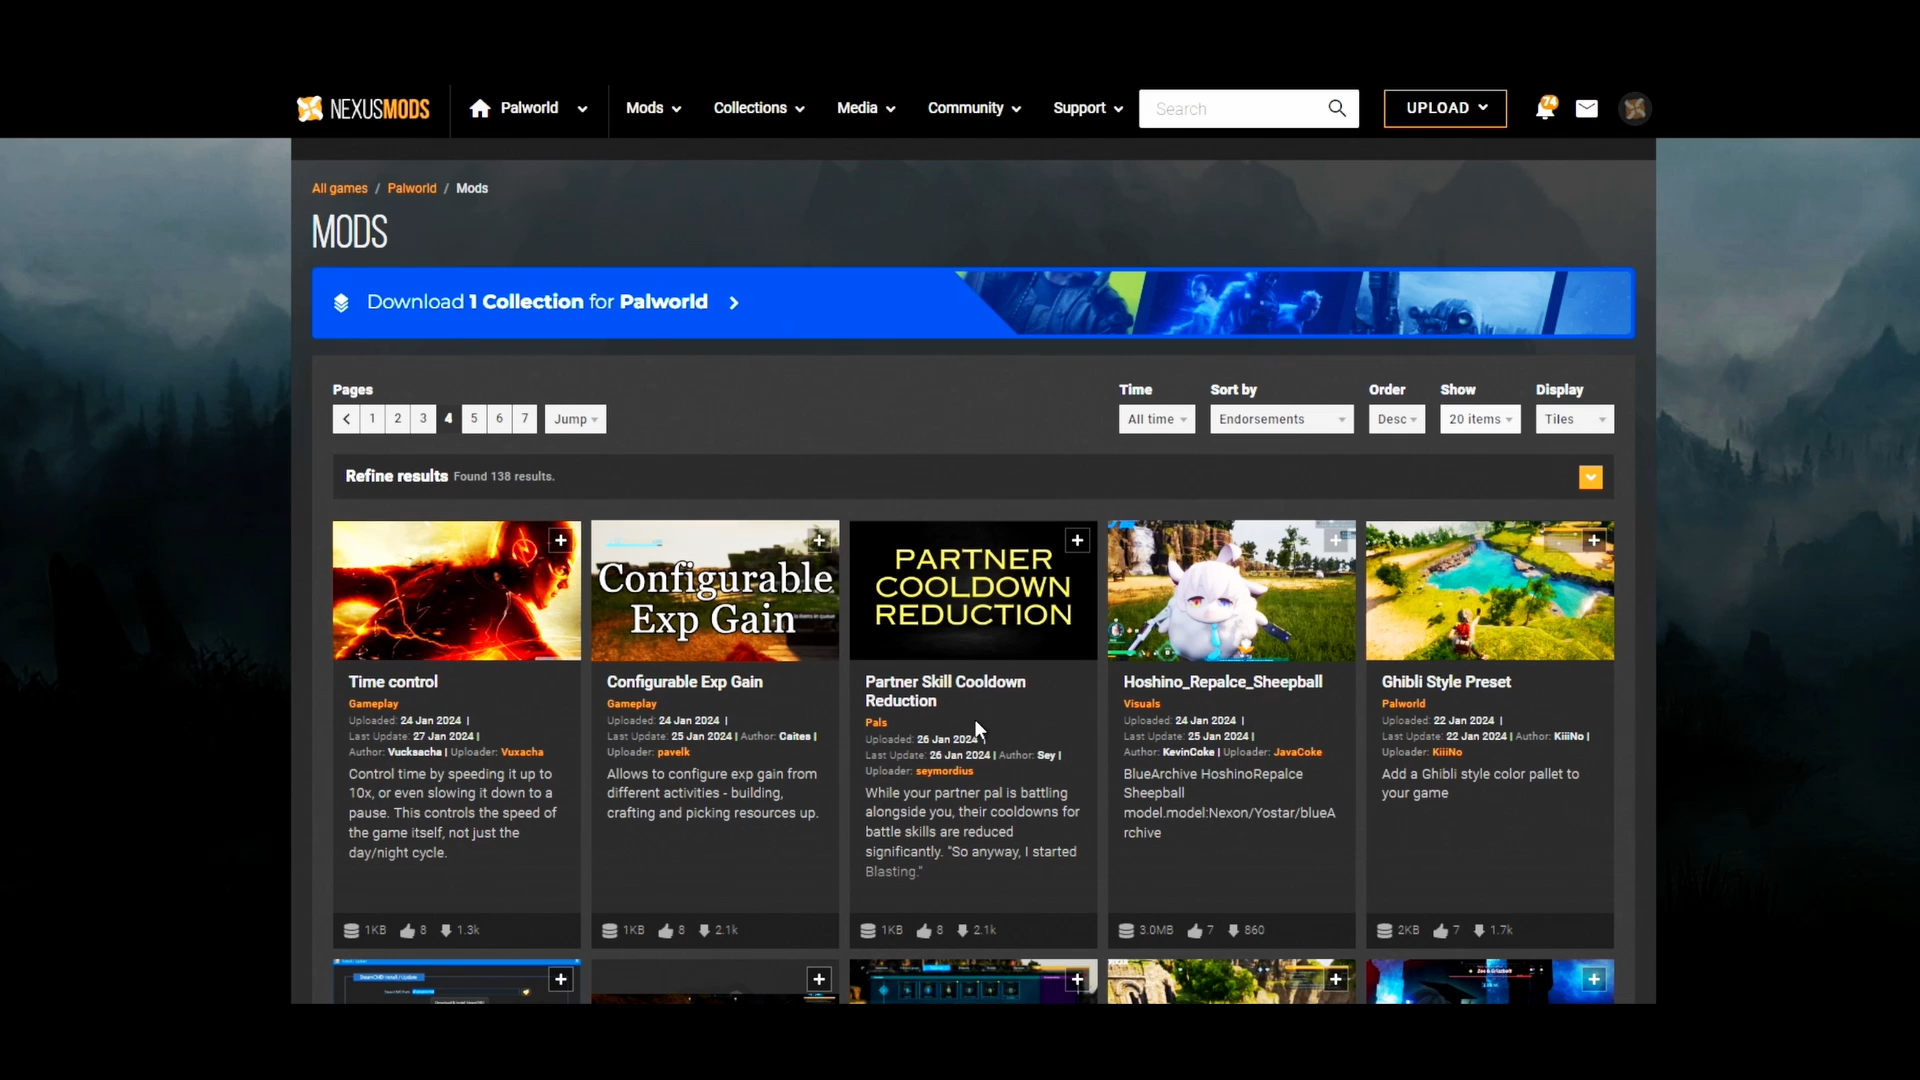 NEXUSMODS
Palworld
Mods
Collections
Media
Community
Support
Search
UPLOAD
74
All games / Palworld / Mods
MODS
Download 1 Collection for Palworld
Pages
1 2 3 4 5 6 7 Jump
Time
All time
Sort by
Endorsements
Order
Desc
Show
20 items
Display
Tiles
Refine results Found 138 results.
Time control
Gameplay
Uploaded: 24 Jan 2024 |
Last Update: 27 Jan 2024 |
Author: Vucksacha | Uploader: Vuxacha
Control time by speeding it up to
10x, or even slowing it down to a
pause. This controls the speed of
the game itself, not just the
day/night cycle.
1KB 8 1.3k
Configurable
Exp Gain
Configurable Exp Gain
Gameplay
Uploaded: 24 Jan 2024 |
Last Update: 25 Jan 2024 | Author: Caites |
Uploader: pavelk
Allows to configure exp gain from
different activities - building,
crafting and picking resources up.
1KB 8 2.1k
PARTNER
COOLDOWN
REDUCTION
Partner Skill Cooldown
Reduction
Pals
Uploaded: 26 Jan 2024 |
Last Update: 26 Jan 2024 | Author: Sey |
Uploader: seymordius
While your partner pal is battling
alongside you, their cooldowns for
battle skills are reduced
significantly. "So anyway, I started
Blasting."
1KB 8 2.1k
Hoshino_Repalce_Sheepball
Visuals
Uploaded: 24 Jan 2024 |
Last Update: 25 Jan 2024 |
Author: KevinCoke | Uploader: JavaCoke
BlueArchive HoshinoRepalce
Sheepball
model.model:Nexon/Yostar/blueA
rchive
3.0MB 7 860
Ghibli Style Preset
Palworld
Uploaded: 22 Jan 2024 |
Last Update: 22 Jan 2024 | Author: KiiiNo |
Uploader: KiiiNo
Add a Ghibli style color pallet to
your game
2KB 7 1.7k